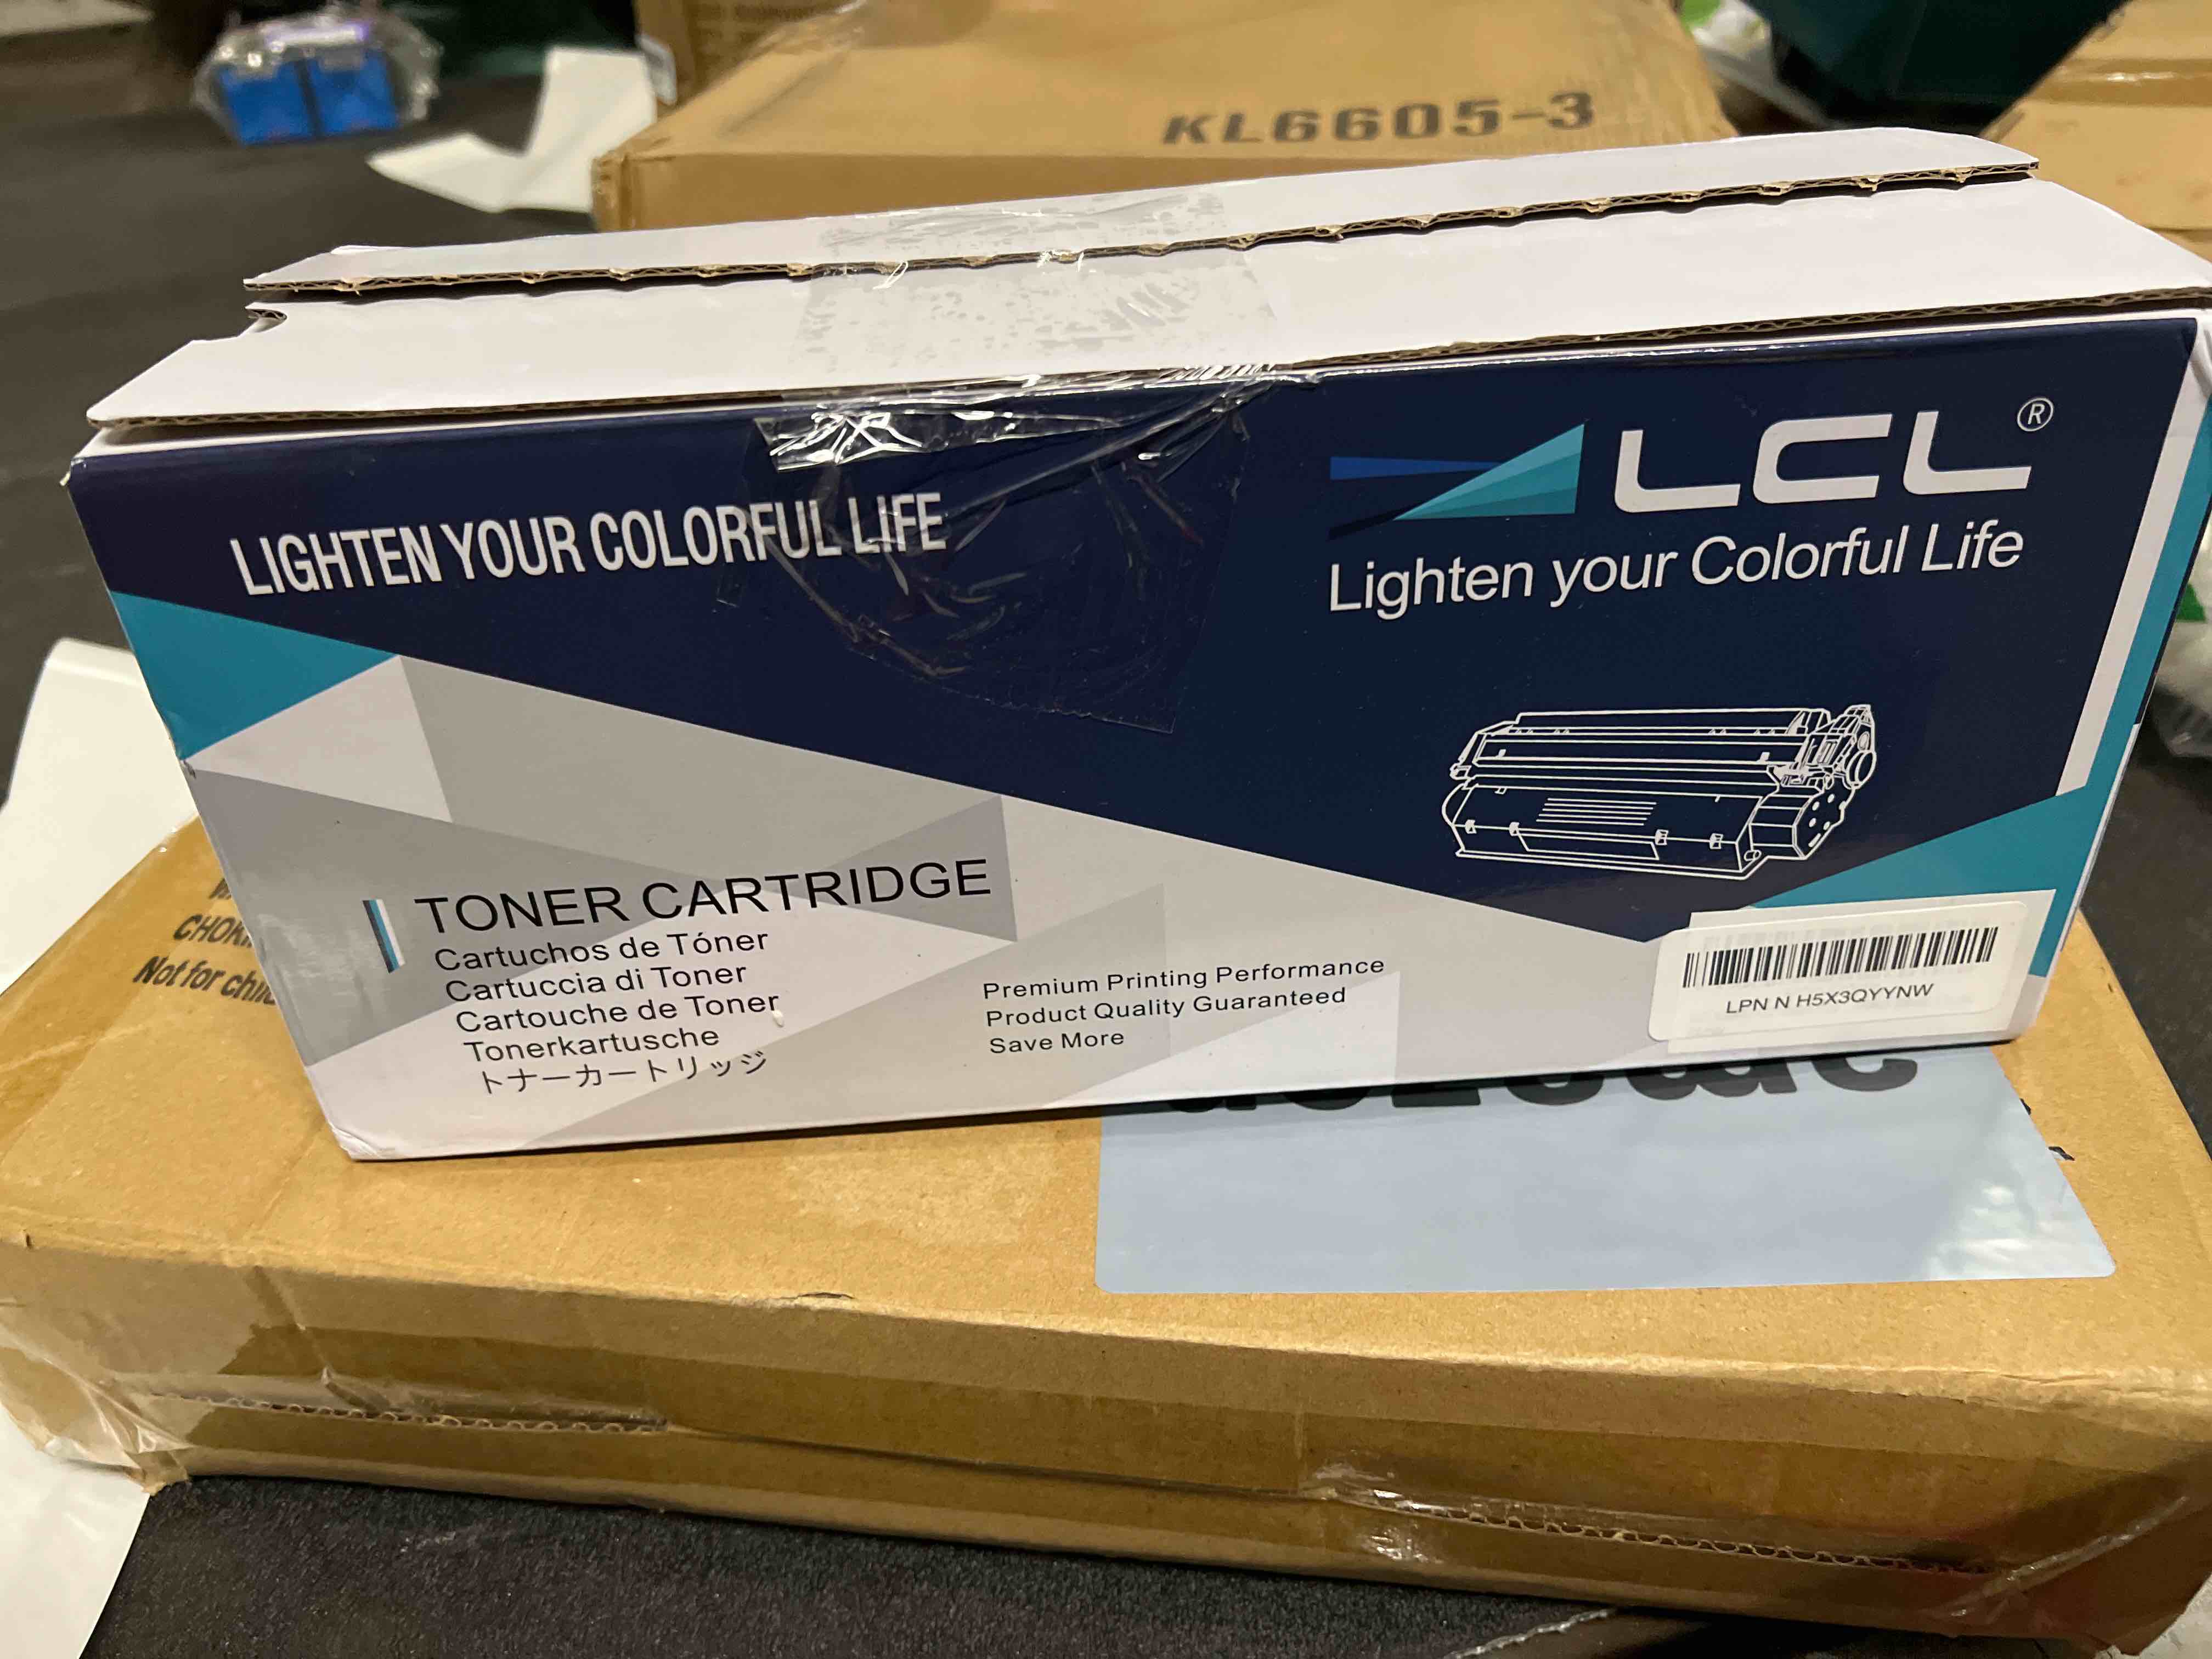 KL6605-3
LCL®
Lighten your Colorful Life
LIGHTEN YOUR COLORFUL LIFE
TONER CARTRIDGE
Cartuchos de Tóner
Cartuccia di Toner
Cartouche de Toner
Tonerkartusche
トナーカートリッジ
Premium Printing Performance
Product Quality Guaranteed
Save More
LPN N H5X3QYYNW
Not for